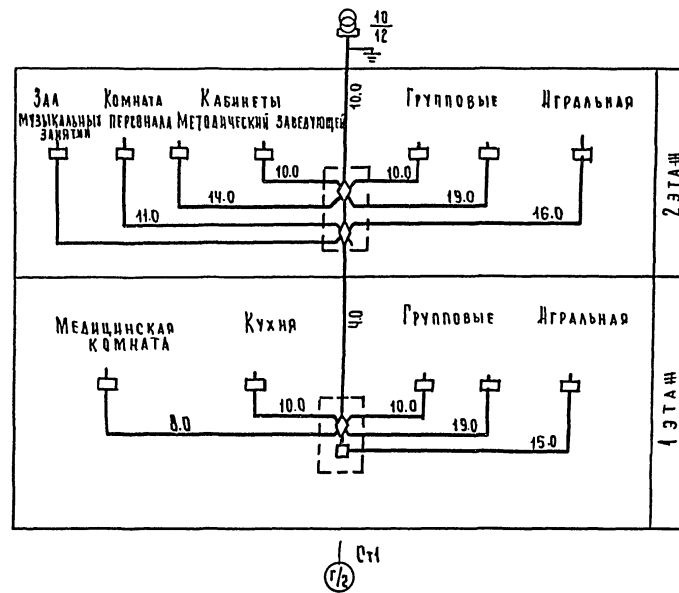 10
12
10.0
Зал
музыкальных
занятий
Комната
персонала
Кабинеты
Методический Заведующей
Групповые
Игральная
10.0
10.0
14.0
19.0
11.0
16.0
2 этаж
4.0
Медицинская
комната
Кухня
Групповые
Игральная
10.0
10.0
8.0
19.0
15.0
1 этаж
Ст1
Г/2